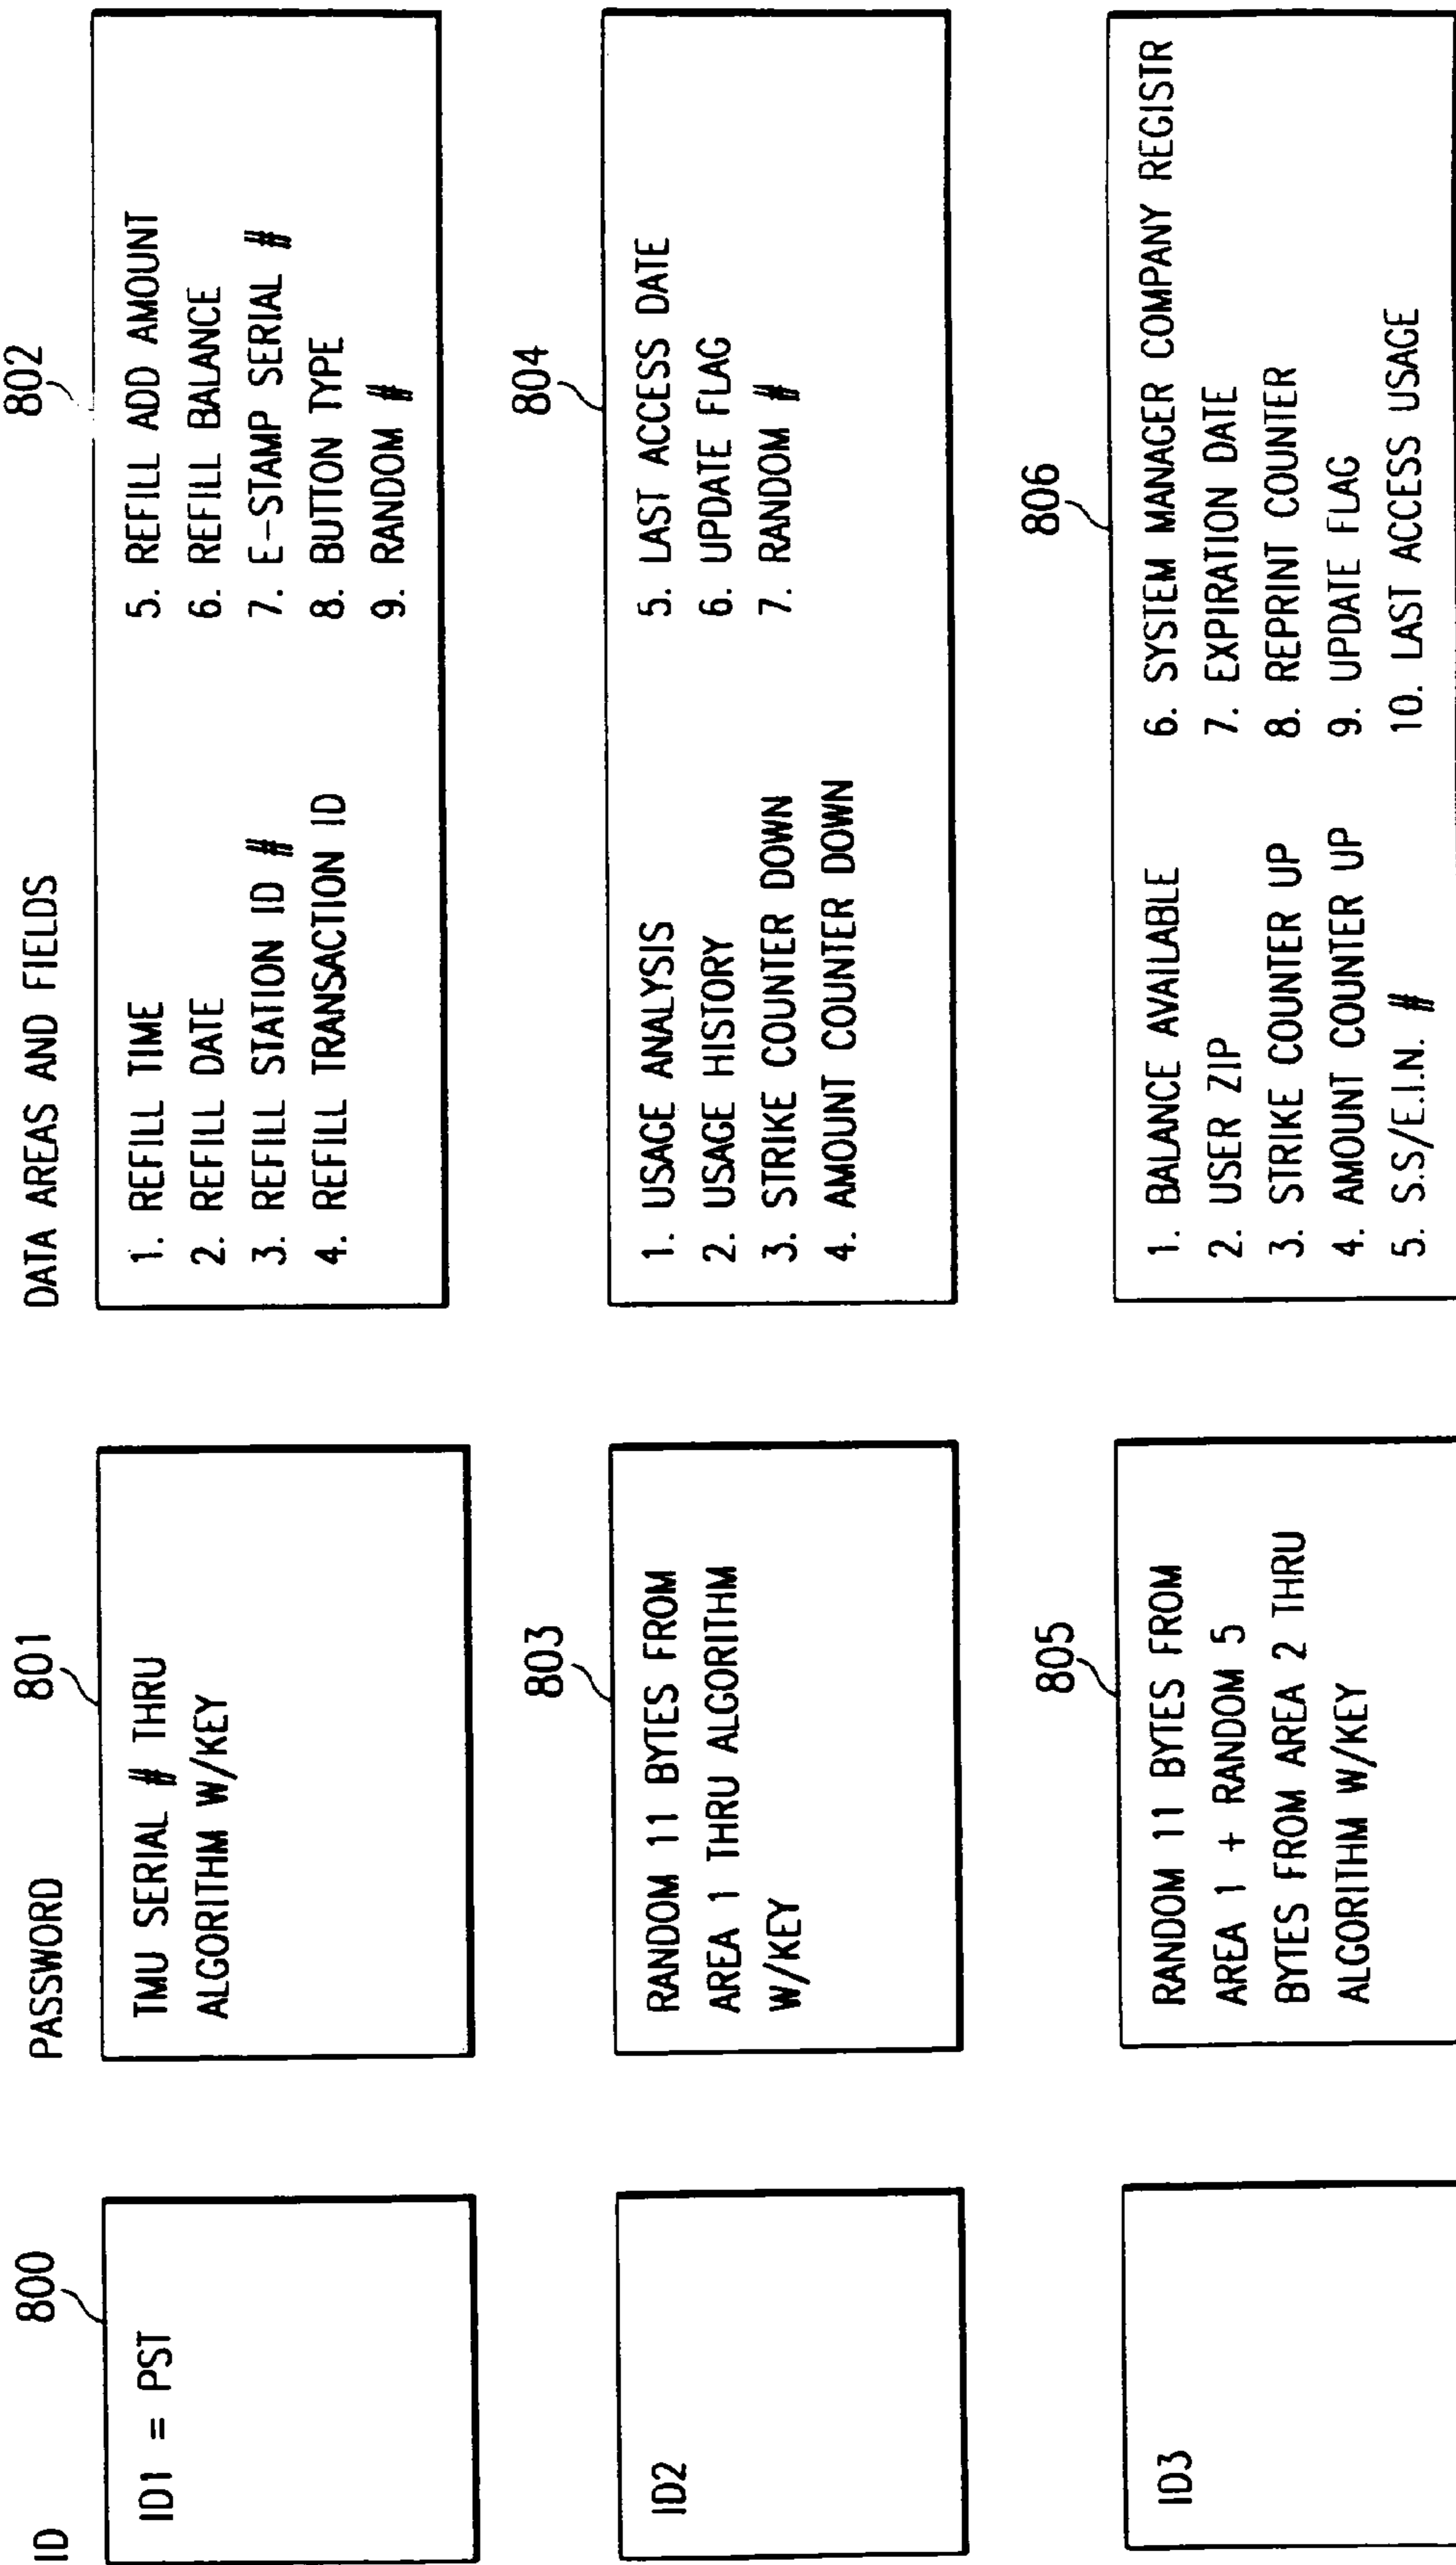 ID
PASSWORD
DATA AREAS AND FIELDS
800
801
802
ID1 = PST
TMU SERIAL # THRU
ALGORITHM W/KEY
1. REFILL TIME
2. REFILL DATE
3. REFILL STATION ID #
4. REFILL TRANSACTION ID
5. REFILL ADD AMOUNT
6. REFILL BALANCE
7. E-STAMP SERIAL #
8. BUTTON TYPE
9. RANDOM #
803
804
ID2
RANDOM 11 BYTES FROM
AREA 1 THRU ALGORITHM
W/KEY
1. USAGE ANALYSIS
2. USAGE HISTORY
3. STRIKE COUNTER DOWN
4. AMOUNT COUNTER DOWN
5. LAST ACCESS DATE
6. UPDATE FLAG
7. RANDOM #
805
806
ID3
RANDOM 11 BYTES FROM
AREA 1 + RANDOM 5
BYTES FROM AREA 2 THRU
ALGORITHM W/KEY
1. BALANCE AVAILABLE
2. USER ZIP
3. STRIKE COUNTER UP
4. AMOUNT COUNTER UP
5. S.S/E.I.N. #
6. SYSTEM MANAGER COMPANY REGISTR
7. EXPIRATION DATE
8. REPRINT COUNTER
9. UPDATE FLAG
10. LAST ACCESS USAGE